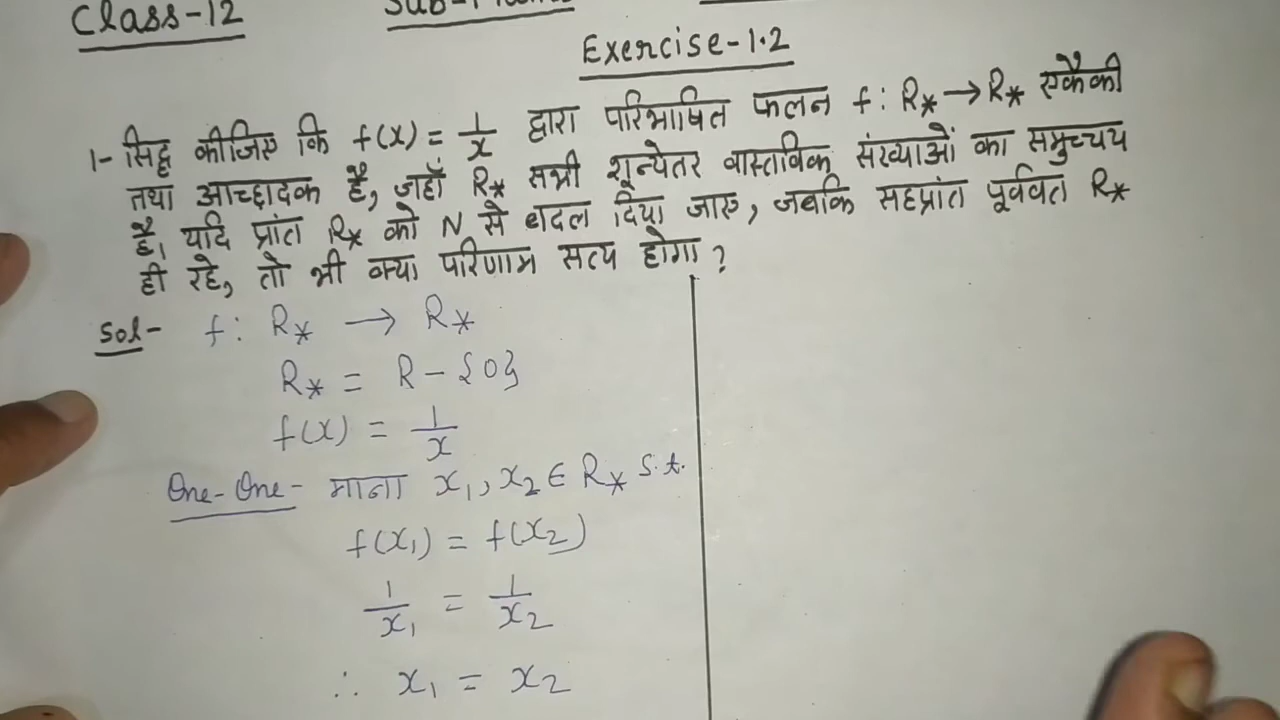 Class-12
Exercise-1.2
1- सिद्ध कीजिए कि f(x) = 1/x द्वारा परिभाषित फलन f: R* → R* एकैकी
तथा आच्छादक है, जहाँ R* सभी शून्येतर वास्तविक संख्याओं का समुच्चय
है। यदि प्रांत R* को N से बदल दिया जाए, जबकि सहप्रांत पूर्ववत R*
ही रहे, तो भी क्या परिणाम सत्य होगा?
Sol- f: R* → R*
R* = R - {0}
f(x) = 1/x
One-One- माना x₁, x₂ ∈ R* s.t.
f(x₁) = f(x₂)
1/x₁ = 1/x₂
∴ x₁ = x₂